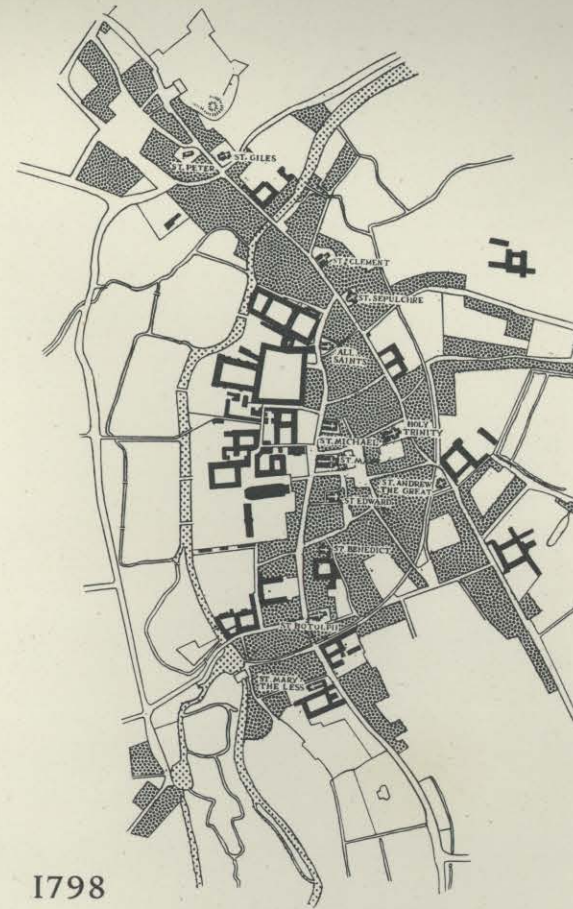 ST. PETER
ST. GILES
ST. CLEMENT
ST. SEPULCHRE
ALL
SAINTS
ST. MICHAEL
HOLY
TRINITY
ST. M
ST. ANDREW
THE GREAT
ST EDWARD
ST. BENEDICT
ST BOTOLPH
ST. MARY
THE LESS
1798